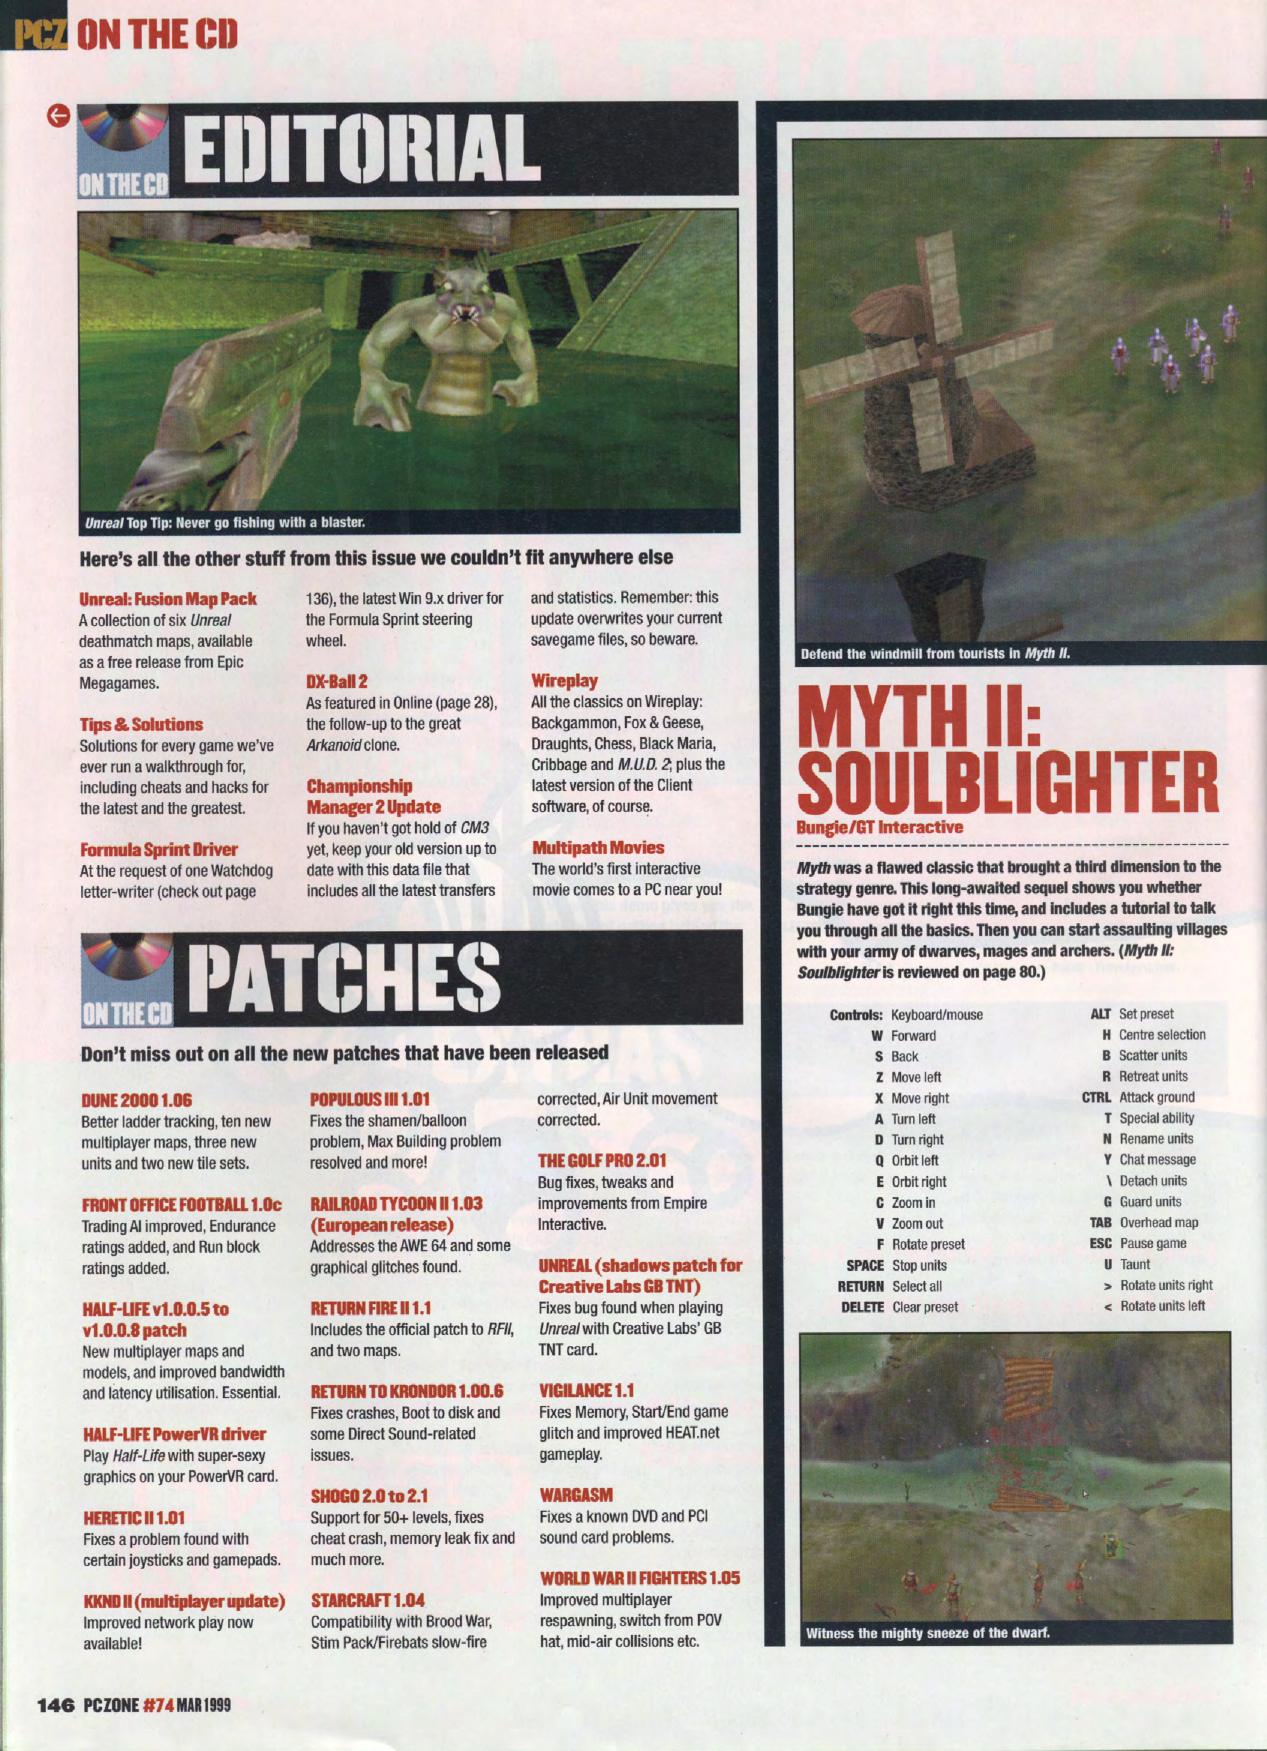 PCZ ON THE CD
ON THE CD
EDITORIAL
Unreal Top Tip: Never go fishing with a blaster.
Here's all the other stuff from this issue we couldn't fit anywhere else
Unreal: Fusion Map Pack
A collection of six Unreal
deathmatch maps, available
as a free release from Epic
Megagames.
Tips & Solutions
Solutions for every game we've
ever run a walkthrough for,
including cheats and hacks for
the latest and the greatest.
Formula Sprint Driver
At the request of one Watchdog
letter-writer (check out page
136), the latest Win 9.x driver for
the Formula Sprint steering
wheel.
DX-Ball 2
As featured in Online (page 28),
the follow-up to the great
Arkanoid clone.
Championship
Manager 2 Update
If you haven't got hold of CM3
yet, keep your old version up to
date with this data file that
includes all the latest transfers
and statistics. Remember: this
update overwrites your current
savegame files, so beware.
Wireplay
All the classics on Wireplay:
Backgammon, Fox & Geese,
Draughts, Chess, Black Maria,
Cribbage and M.U.D. 2; plus the
latest version of the Client
software, of course.
Multipath Movies
The world's first interactive
movie comes to a PC near you!
ON THE CD
PATCHES
Don't miss out on all the new patches that have been released
DUNE 2000 1.06
Better ladder tracking, ten new
multiplayer maps, three new
units and two new tile sets.
FRONT OFFICE FOOTBALL 1.0c
Trading AI improved, Endurance
ratings added, and Run block
ratings added.
HALF-LIFE v1.0.0.5 to
v1.0.0.8 patch
New multiplayer maps and
models, and improved bandwidth
and latency utilisation. Essential.
HALF-LIFE PowerVR driver
Play Half-Life with super-sexy
graphics on your PowerVR card.
HERETIC II 1.01
Fixes a problem found with
certain joysticks and gamepads.
KKND II (multiplayer update)
Improved network play now
available!
POPULOUS III 1.01
Fixes the shamen/balloon
problem, Max Building problem
resolved and more!
RAILROAD TYCOON II 1.03
(European release)
Addresses the AWE 64 and some
graphical glitches found.
RETURN FIRE II 1.1
Includes the official patch to RFII,
and two maps.
RETURN TO KRONDOR 1.00.6
Fixes crashes, Boot to disk and
some Direct Sound-related
issues.
SHOGO 2.0 to 2.1
Support for 50+ levels, fixes
cheat crash, memory leak fix and
much more.
STARCRAFT 1.04
Compatibility with Brood War,
Stim Pack/Firebats slow-fire
corrected, Air Unit movement
corrected.
THE GOLF PRO 2.01
Bug fixes, tweaks and
improvements from Empire
Interactive.
UNREAL (shadows patch for
Creative Labs GB TNT)
Fixes bug found when playing
Unreal with Creative Labs' GB
TNT card.
VIGILANCE 1.1
Fixes Memory, Start/End game
glitch and improved HEAT.net
gameplay.
WARGASM
Fixes a known DVD and PCI
sound card problems.
WORLD WAR II FIGHTERS 1.05
Improved multiplayer
respawning, switch from POV
hat, mid-air collisions etc.
Defend the windmill from tourists in Myth II.
MYTH II:
SOULBLIGHTER
Bungie/GT Interactive
Myth was a flawed classic that brought a third dimension to the
strategy genre. This long-awaited sequel shows you whether
Bungie have got it right this time, and includes a tutorial to talk
you through all the basics. Then you can start assaulting villages
with your army of dwarves, mages and archers. (Myth II:
Soulblighter is reviewed on page 80.)
Controls: Keyboard/mouse
W Forward
S Back
Z Move left
X Move right
A Turn left
D Turn right
Q Orbit left
E Orbit right
C Zoom in
V Zoom out
F Rotate preset
SPACE Stop units
RETURN Select all
DELETE Clear preset
ALT Set preset
H Centre selection
B Scatter units
R Retreat units
CTRL Attack ground
T Special ability
N Rename units
Y Chat message
\ Detach units
G Guard units
TAB Overhead map
ESC Pause game
U Taunt
> Rotate units right
< Rotate units left
Witness the mighty sneeze of the dwarf.
146 PCZONE #74 MAR 1999